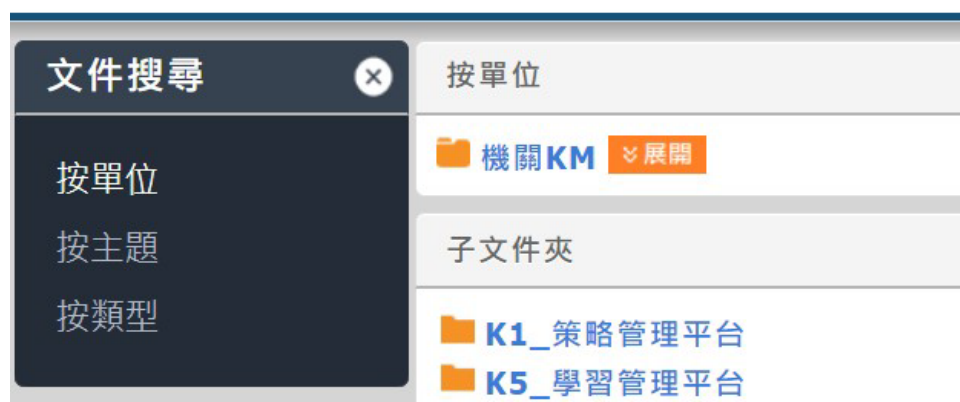 文件搜尋
按單位
按主題
按類型
按單位
機關KM 展開
子文件夾
K1_策略管理平台
K5_學習管理平台